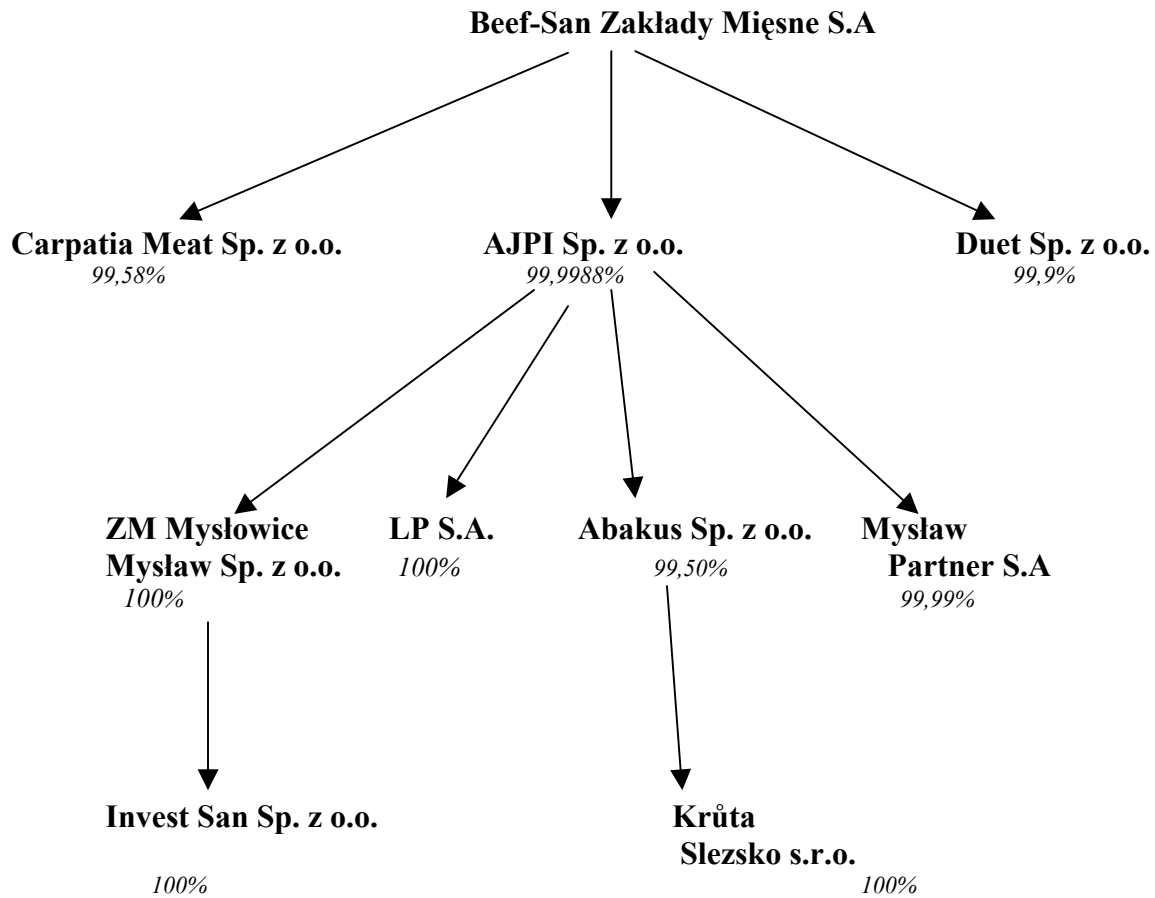 Beef-San Zakłady Mięsne S.A
Carpatia Meat Sp. z o.o.
99,58%
AJPI Sp. z o.o.
99,9988%
Duet Sp. z o.o.
99,9%
ZM Mysłowice
Mysław Sp. z o.o.
100%
LP S.A.
100%
Abakus Sp. z o.o.
99,50%
Mysław
Partner S.A
99,99%
Invest San Sp. z o.o.
100%
Krůta
Slezsko s.r.o.
100%